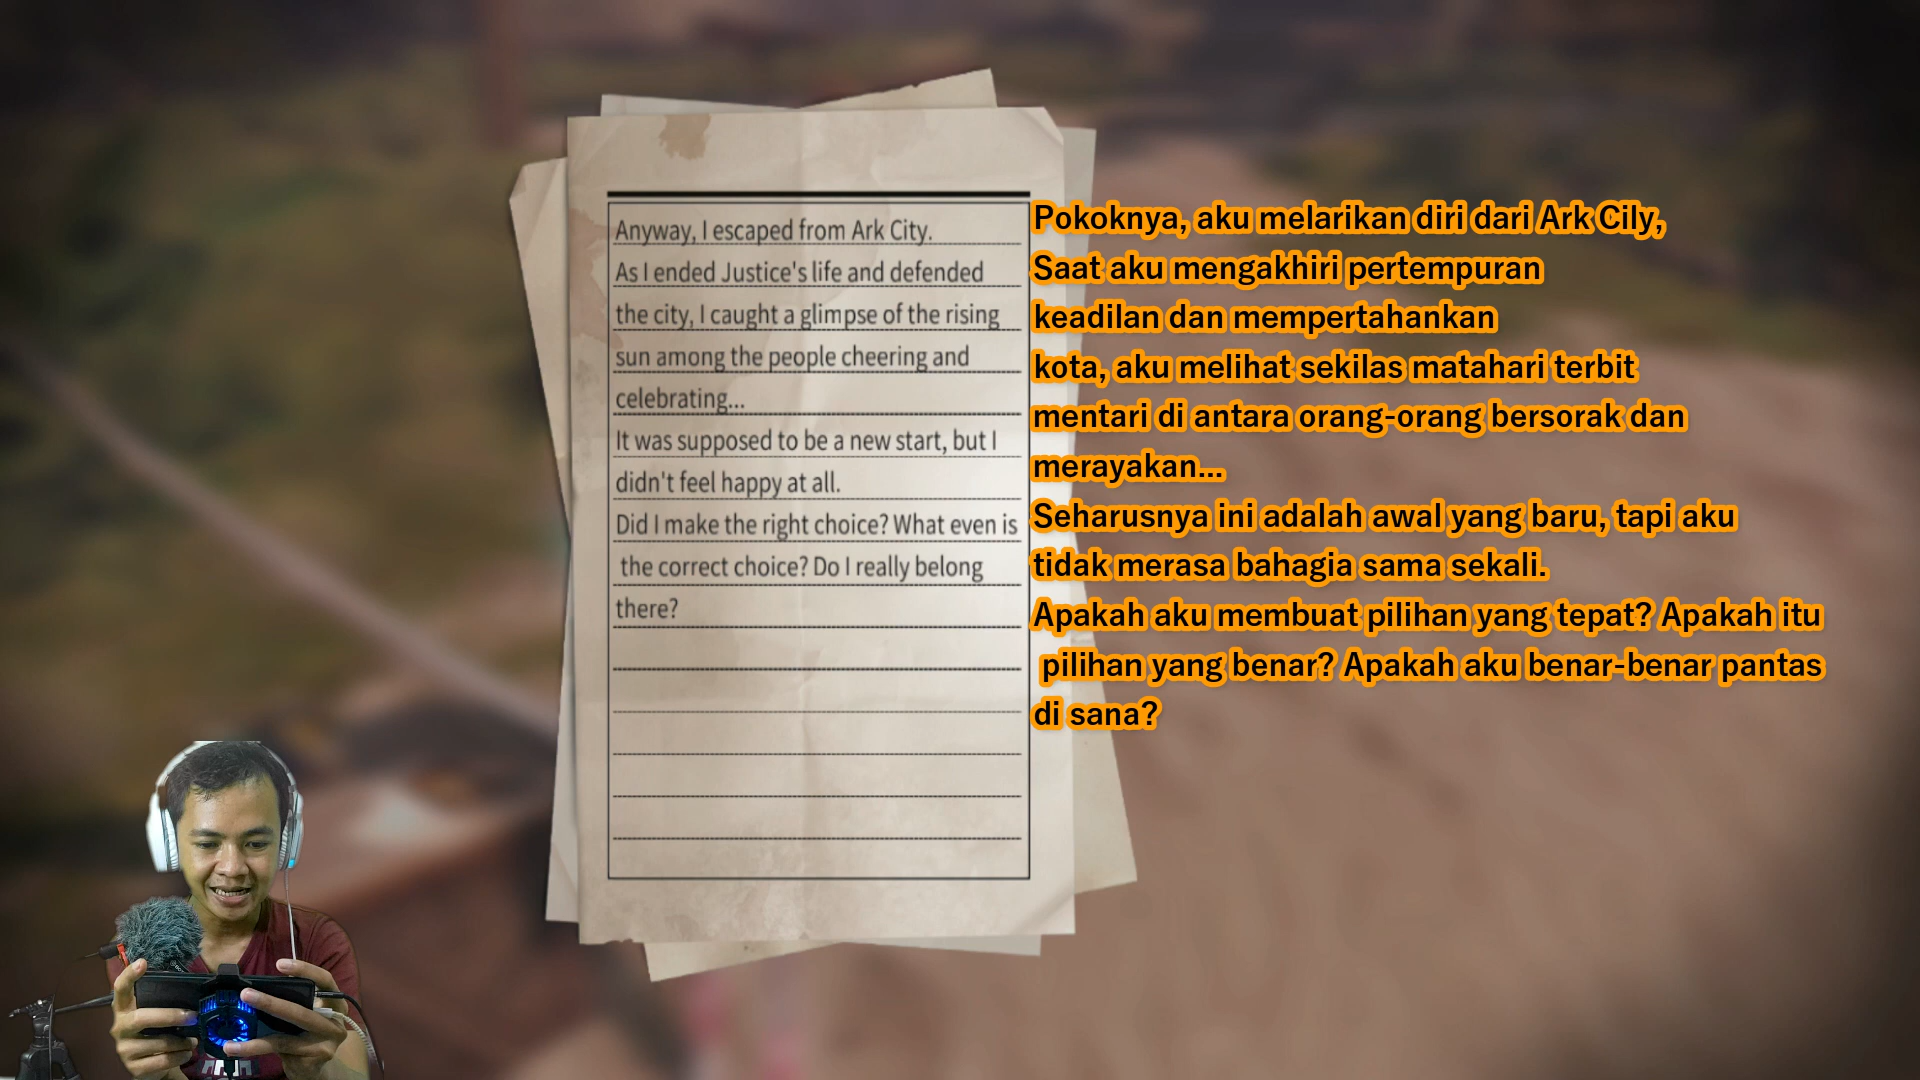 Anyway, I escaped from Ark City.
As I ended Justice's life and defended
the city, I caught a glimpse of the rising
sun among the people cheering and
celebrating...
It was supposed to be a new start, but I
didn't feel happy at all.
Did I make the right choice? What even is
the correct choice? Do I really belong
there?
Pokoknya, aku melarikan diri dari Ark Cily,
Saat aku mengakhiri pertempuran
keadilan dan mempertahankan
kota, aku melihat sekilas matahari terbit
mentari di antara orang-orang bersorak dan
merayakan...
Seharusnya ini adalah awal yang baru, tapi aku
tidak merasa bahagia sama sekali.
Apakah aku membuat pilihan yang tepat? Apakah itu
pilihan yang benar? Apakah aku benar-benar pantas
di sana?